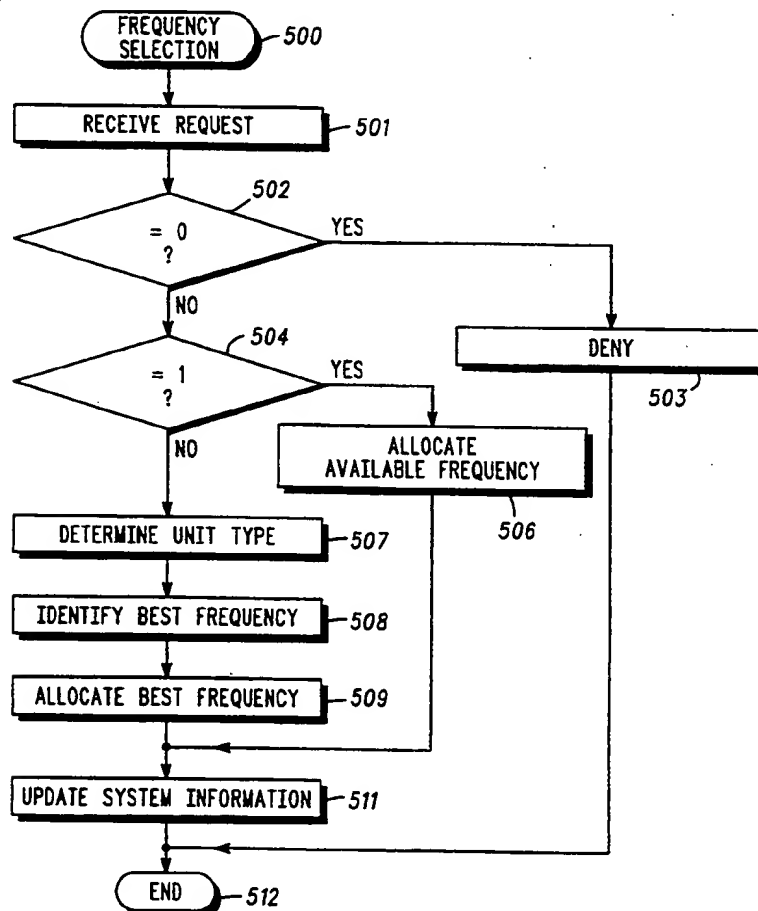 FREQUENCY
SELECTION
500
RECEIVE REQUEST
501
502
= 0
?
YES
NO
504
= 1
?
YES
NO
DENY
503
ALLOCATE
AVAILABLE FREQUENCY
506
DETERMINE UNIT TYPE
507
IDENTIFY BEST FREQUENCY
508
ALLOCATE BEST FREQUENCY
509
UPDATE SYSTEM INFORMATION
511
END
512